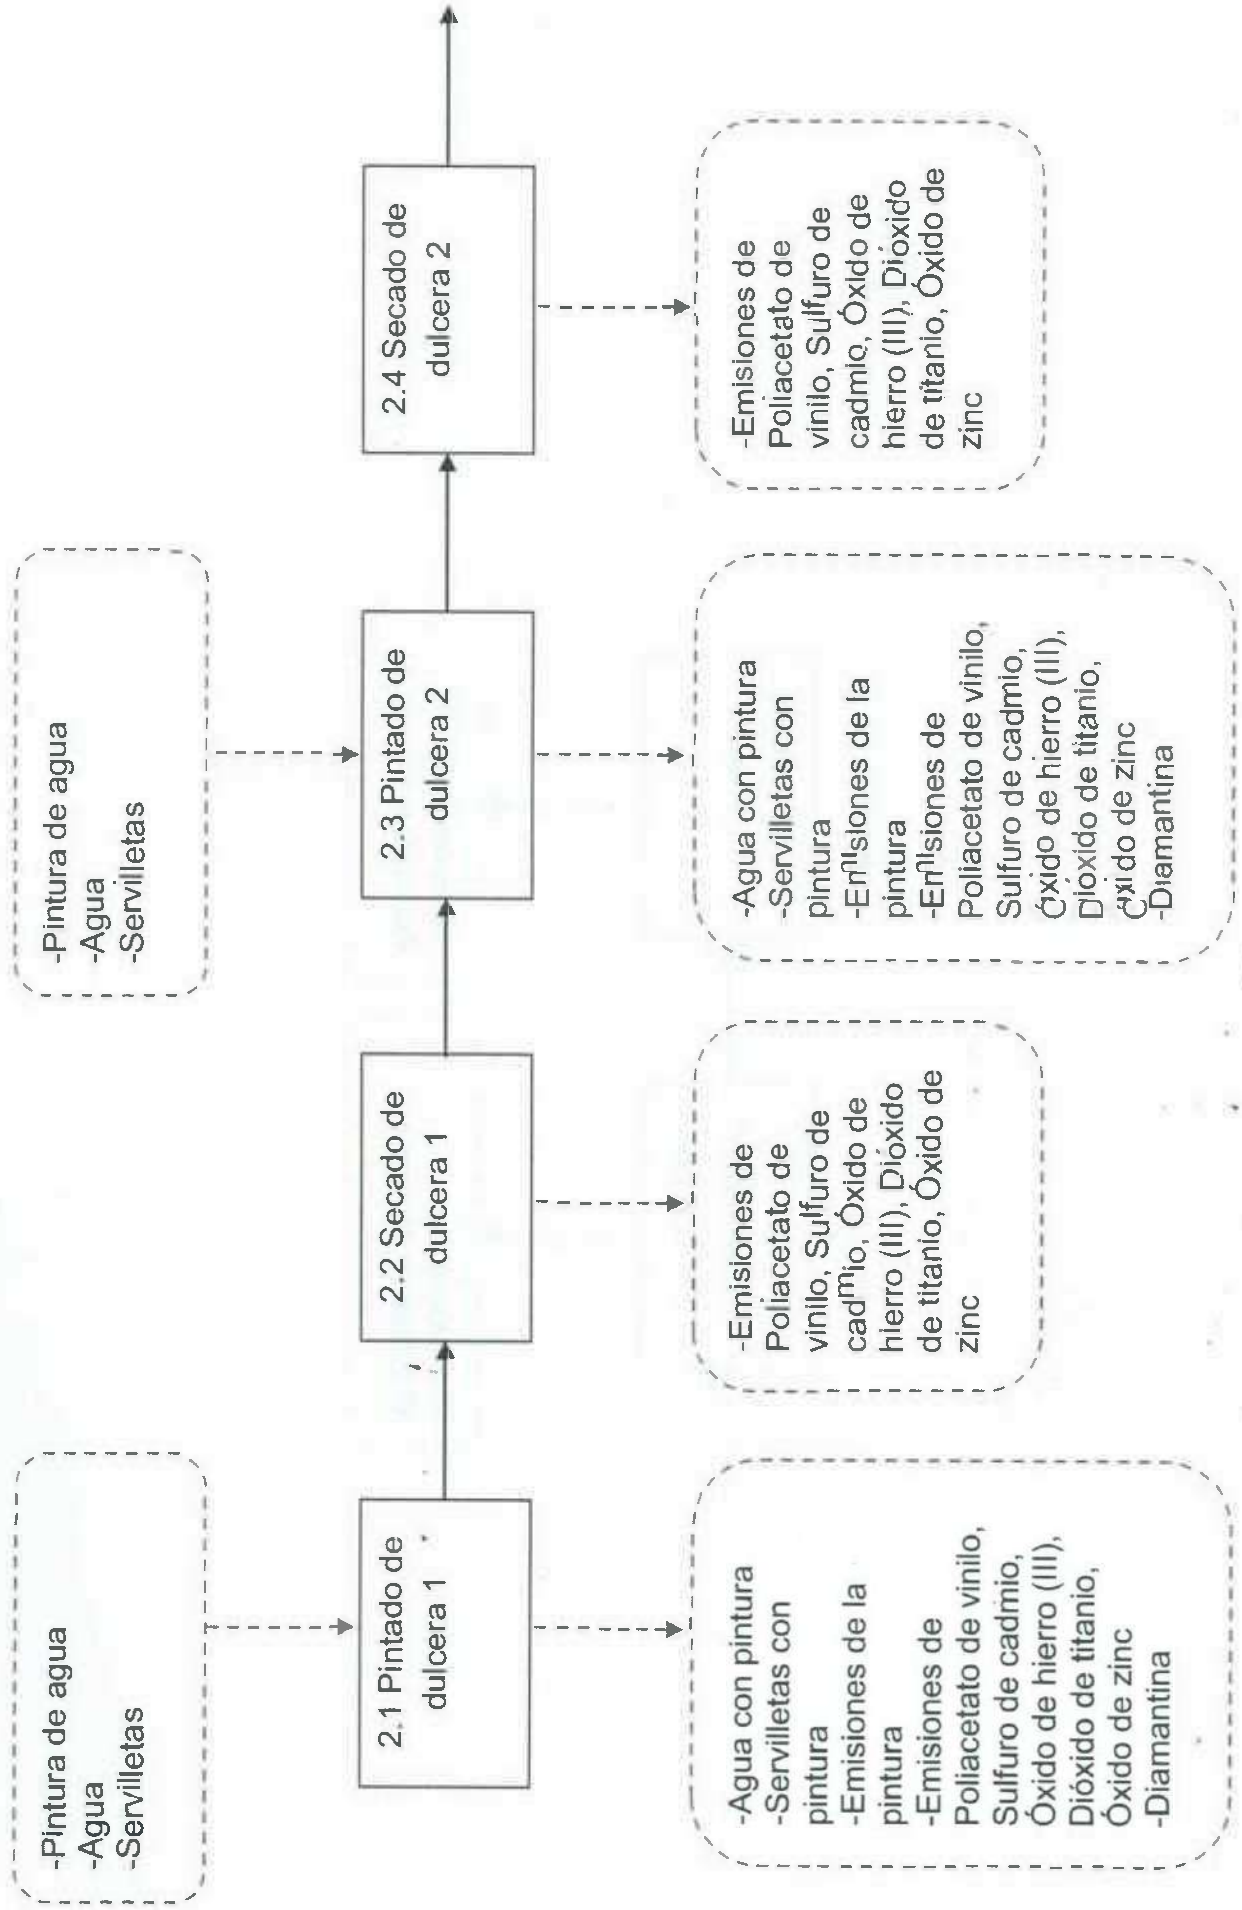 -Pintura de agua
-Agua
-Servilletas
-Pintura de agua
-Agua
-Servilletas
2.1 Pintado de
dulcera 1
2.2 Secado de
dulcera 1
2.3 Pintado de
dulcera 2
2.4 Secado de
dulcera 2
-Agua con pintura
-Servilletas con
pintura
-Emisiones de la
pintura
-Emisiones de
Poliacetato de vinilo,
Sulfuro de cadmio,
Óxido de hierro (III),
Dióxido de titanio,
Óxido de zinc
-Diamantina
-Emisiones de
Poliacetato de
vinilo, Sulfuro de
cadmio, Óxido de
hierro (III), Dióxido
de titanio, Óxido de
zinc
-Agua con pintura
-Servilletas con
pintura
-Emisiones de la
pintura
-Emisiones de
Poliacetato de vinilo,
Sulfuro de cadmio,
Óxido de hierro (III),
Dióxido de titanio,
Óxido de zinc
-Diamantina
-Emisiones de
Poliacetato de
vinilo, Sulfuro de
cadmio, Óxido de
hierro (III), Dióxido
de titanio, Óxido de
zinc